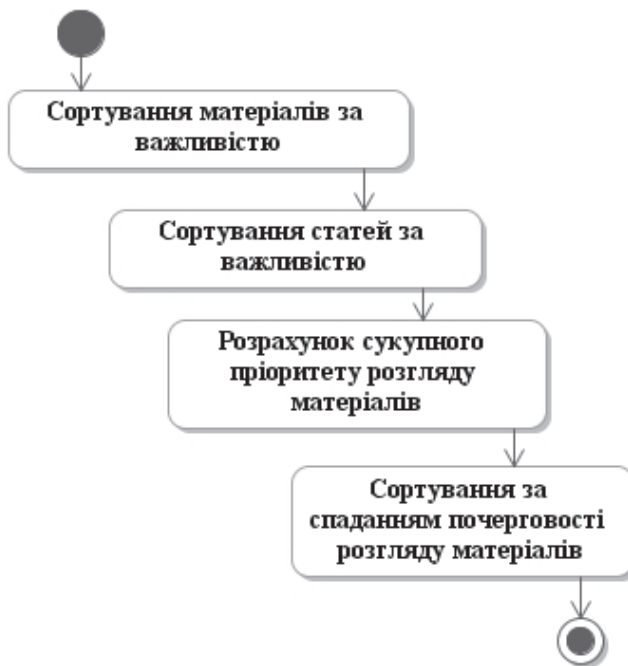 Сортування матеріалів за
важливістю
Сортування статей за
важливістю
Розрахунок сукупного
пріоритету розгляду
матеріалів
Сортування за
спаданням почерговості
розгляду матеріалів